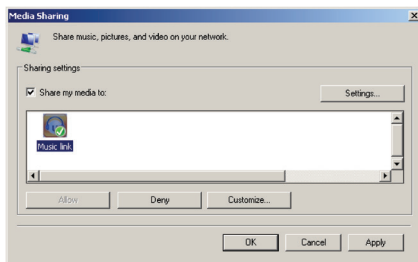 Media Sharing
Share music, pictures, and video on your network.
Sharing settings
Share my media to:
Settings...
Music link
Allow
Deny
Customize...
OK
Cancel
Apply